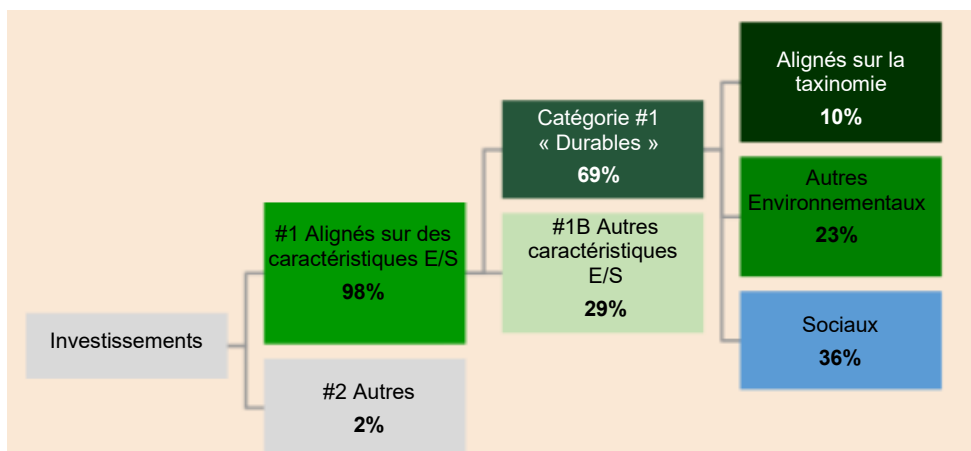 Investissements
#1 Alignés sur des
caractéristiques E/S
98%
#2 Autres
2%
Catégorie #1
« Durables »
69%
#1B Autres
caractéristiques
E/S
29%
Alignés sur la
taxinomie
10%
Autres
Environnementaux
23%
Sociaux
36%